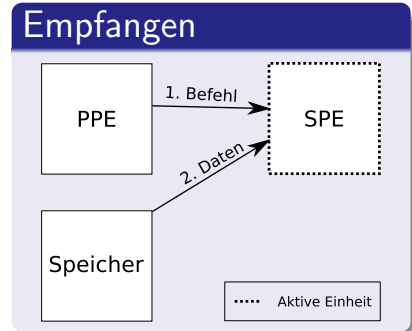 Empfangen
1. Befehl
PPE
SPE
2. Daten
Speicher
Aktive Einheit